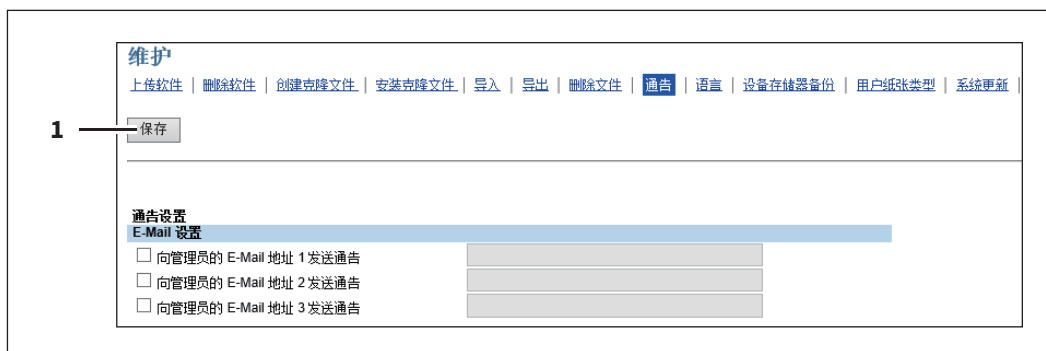 维护
上传软件 | 删除软件 | 创建克隆文件 | 安装克隆文件 | 导入 | 导出 | 删除文件 | 通告 | 语言 | 设备存储器备份 | 用户纸张类型 | 系统更新 |
1 保存
通告设置
E-Mail 设置
向管理员的 E-Mail 地址 1 发送通告
向管理员的 E-Mail 地址 2 发送通告
向管理员的 E-Mail 地址 3 发送通告